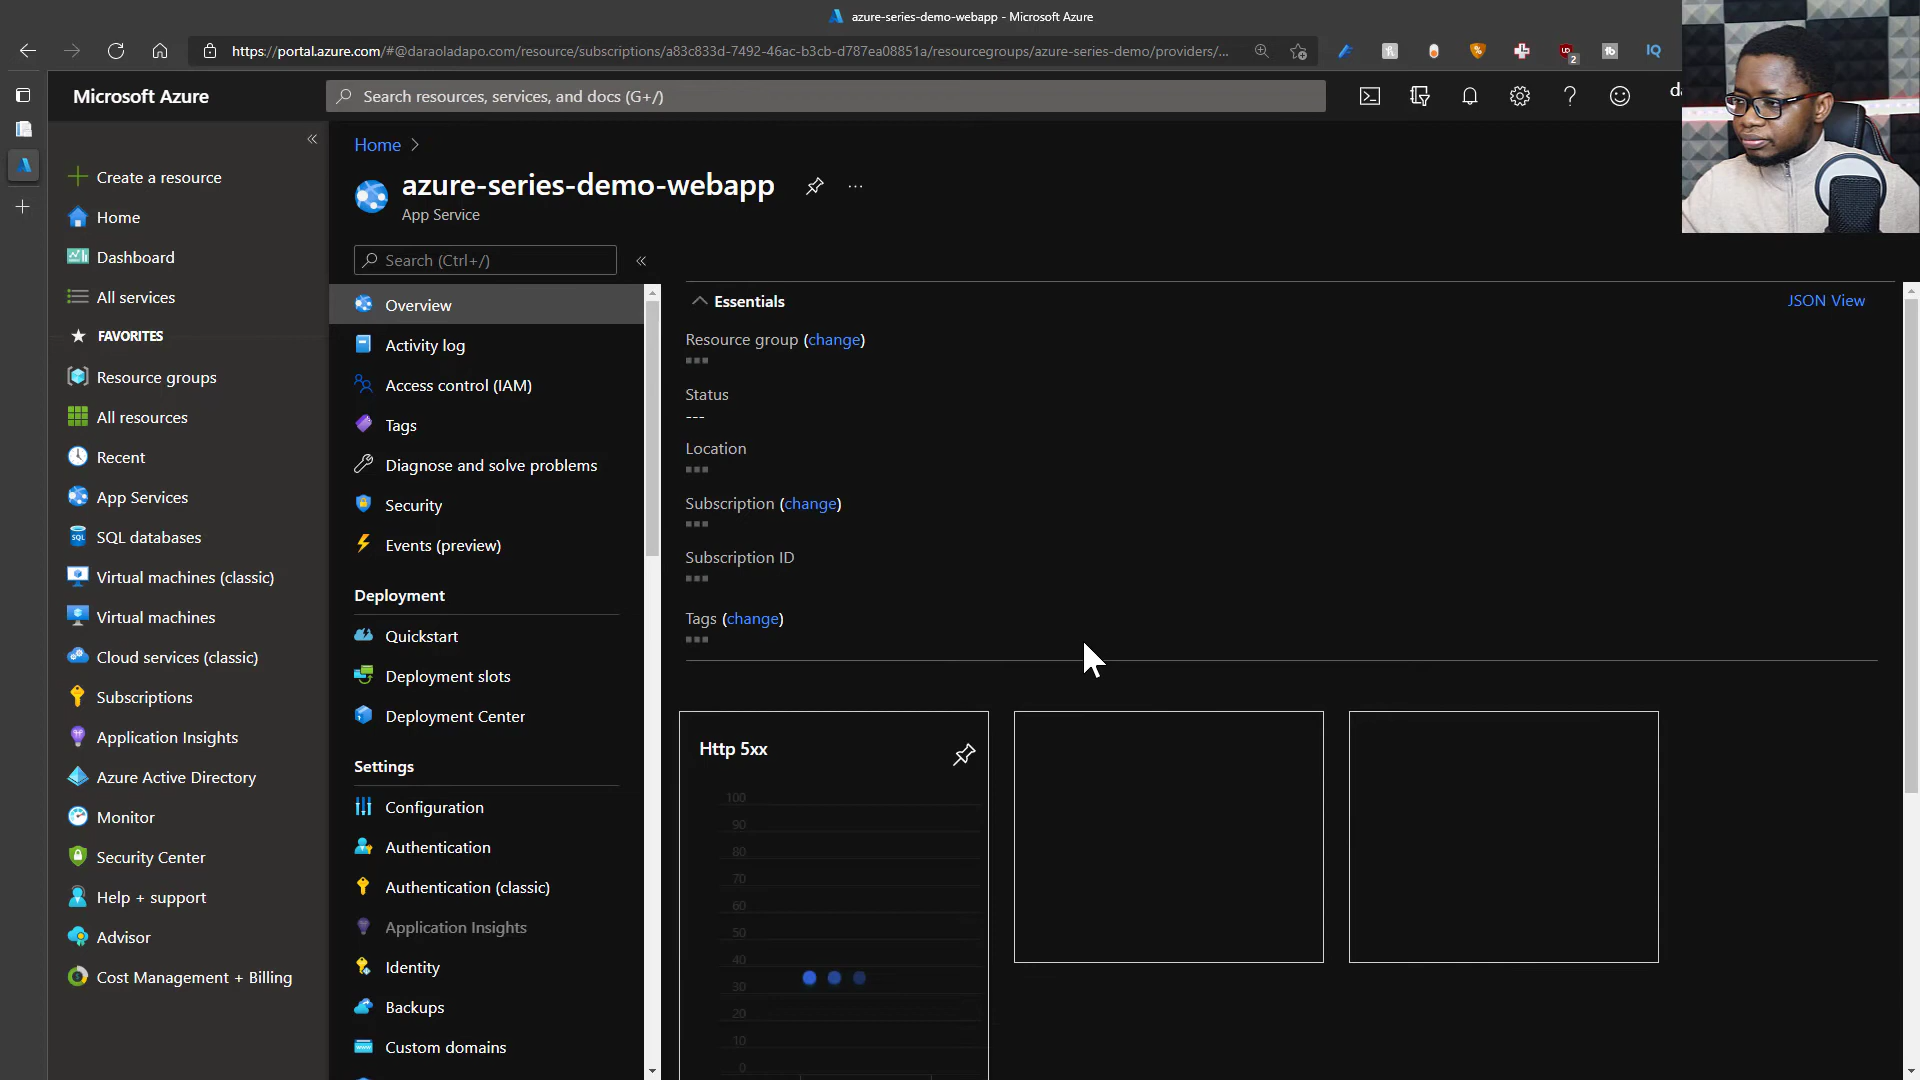 azure-series-demo-webapp - Microsoft Azure
https://portal.azure.com/#@daraoladapo.com/resource/subscriptions/a83c833d-7492-46ac-b3cb-d787ea08851a/resourcegroups/azure-series-demo/providers/...
2
Microsoft Azure
Search resources, services, and docs (G+/)
Create a resource
Home
Dashboard
All services
FAVORITES
Resource groups
All resources
Recent
App Services
SQL databases
Virtual machines (classic)
Virtual machines
Cloud services (classic)
Subscriptions
Application Insights
Azure Active Directory
Monitor
Security Center
Help + support
Advisor
Cost Management + Billing
Home >
azure-series-demo-webapp
App Service
Search (Ctrl+/)
Overview
Activity log
Access control (IAM)
Tags
Diagnose and solve problems
Security
Events (preview)
Deployment
Quickstart
Deployment slots
Deployment Center
Settings
Configuration
Authentication
Authentication (classic)
Application Insights
Identity
Backups
Custom domains
Essentials
JSON View
Resource group (change)
Status
---
Location
Subscription (change)
Subscription ID
Tags (change)
Http 5xx
100
90
80
70
60
50
40
30
20
10
0